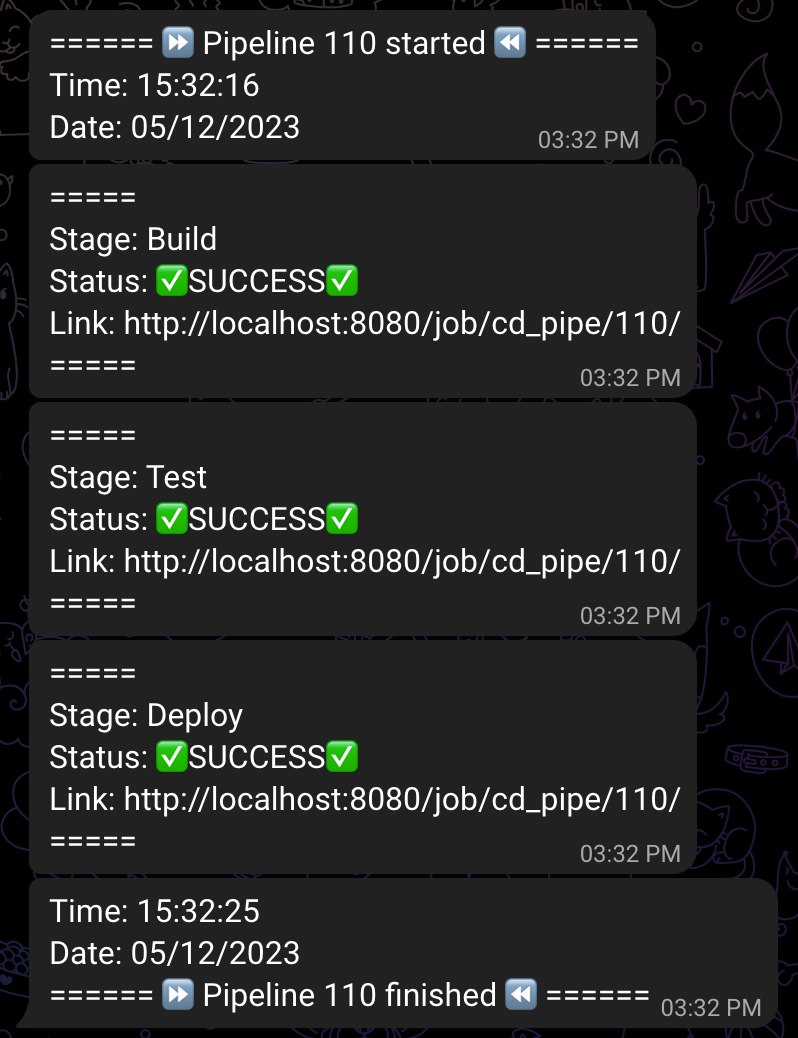 ====== ⏩ Pipeline 110 started ⏪ ======
Time: 15:32:16
Date: 05/12/2023
03:32 PM
=====
Stage: Build
Status: ✅SUCCESS✅
Link: http://localhost:8080/job/cd_pipe/110/
=====
03:32 PM
=====
Stage: Test
Status: ✅SUCCESS✅
Link: http://localhost:8080/job/cd_pipe/110/
=====
03:32 PM
=====
Stage: Deploy
Status: ✅SUCCESS✅
Link: http://localhost:8080/job/cd_pipe/110/
=====
03:32 PM
Time: 15:32:25
Date: 05/12/2023
====== ⏩ Pipeline 110 finished ⏪ ======
03:32 PM